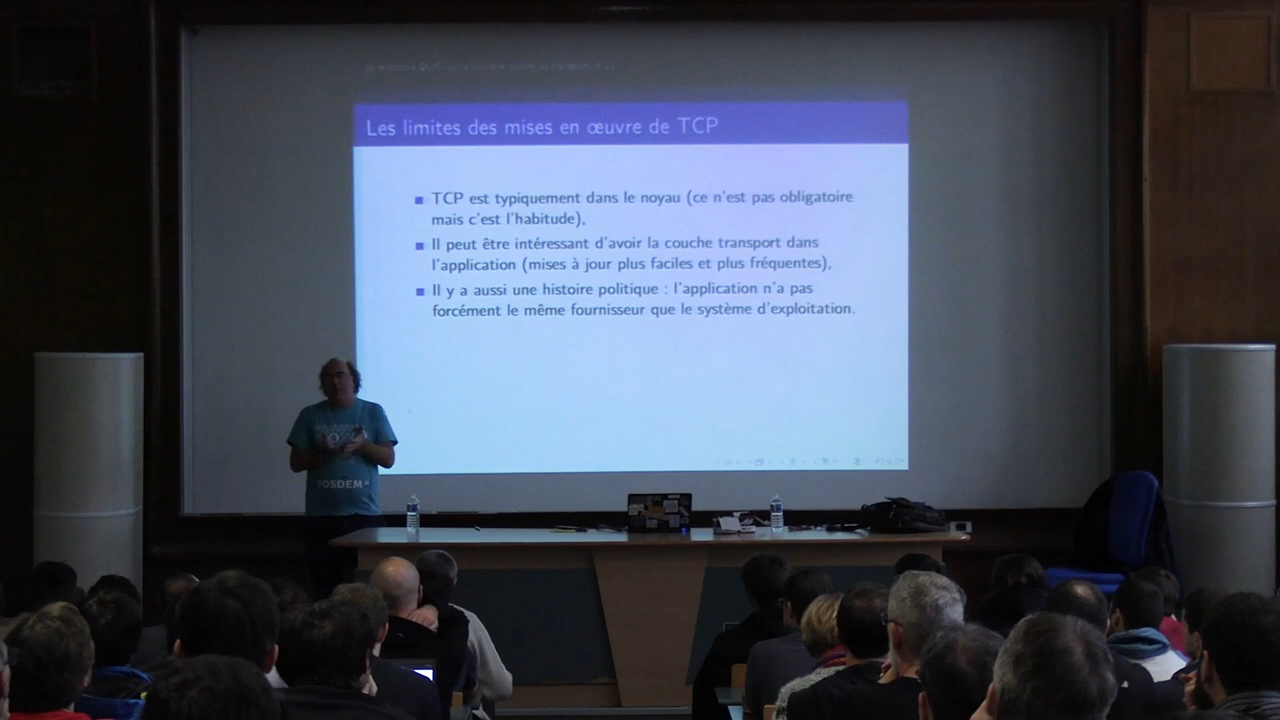 Les limites des mises en œuvre de TCP
TCP est typiquement dans le noyau (ce n'est pas obligatoire
mais c'est l'habitude),
Il peut être intéressant d'avoir la couche transport dans
l'application (mises à jour plus faciles et plus fréquentes),
Il y a aussi une histoire politique : l'application n'a pas
forcément le même fournisseur que le système d'exploitation.
FOSDEM